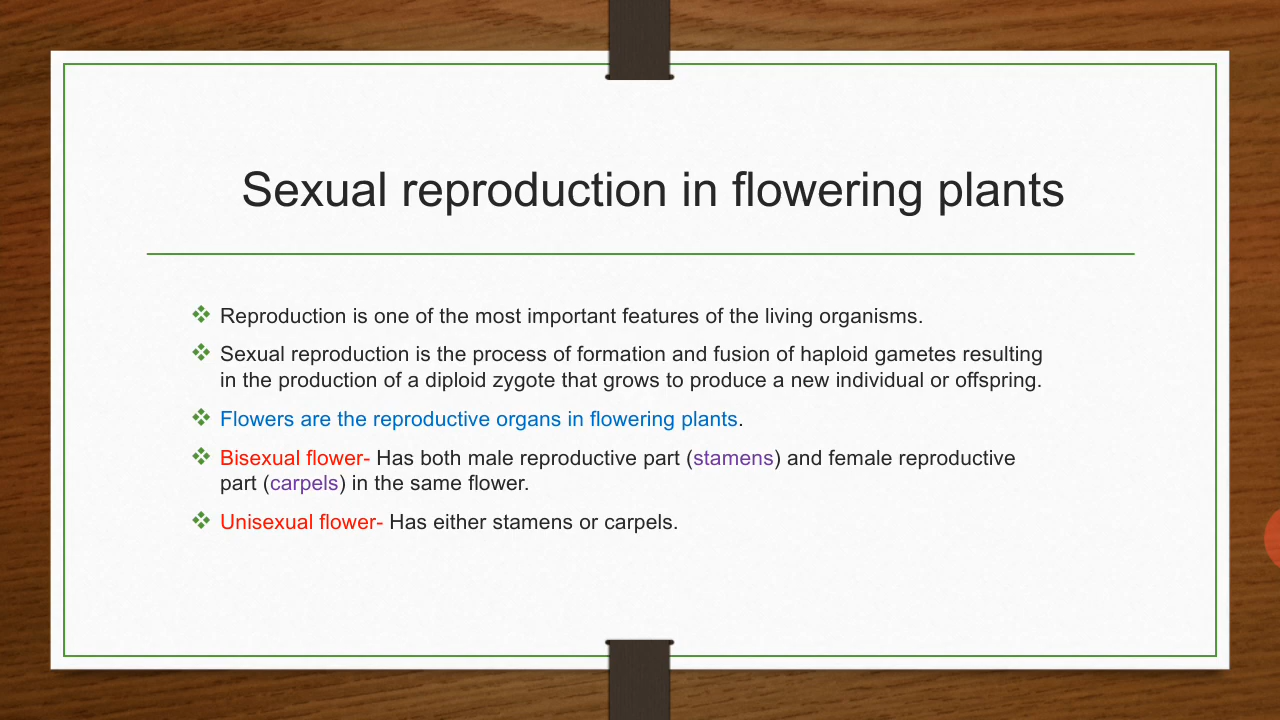 Sexual reproduction in flowering plants
Reproduction is one of the most important features of the living organisms.
Sexual reproduction is the process of formation and fusion of haploid gametes resulting
in the production of a diploid zygote that grows to produce a new individual or offspring.
Flowers are the reproductive organs in flowering plants.
Bisexual flower- Has both male reproductive part (stamens) and female reproductive
part (carpels) in the same flower.
Unisexual flower- Has either stamens or carpels.